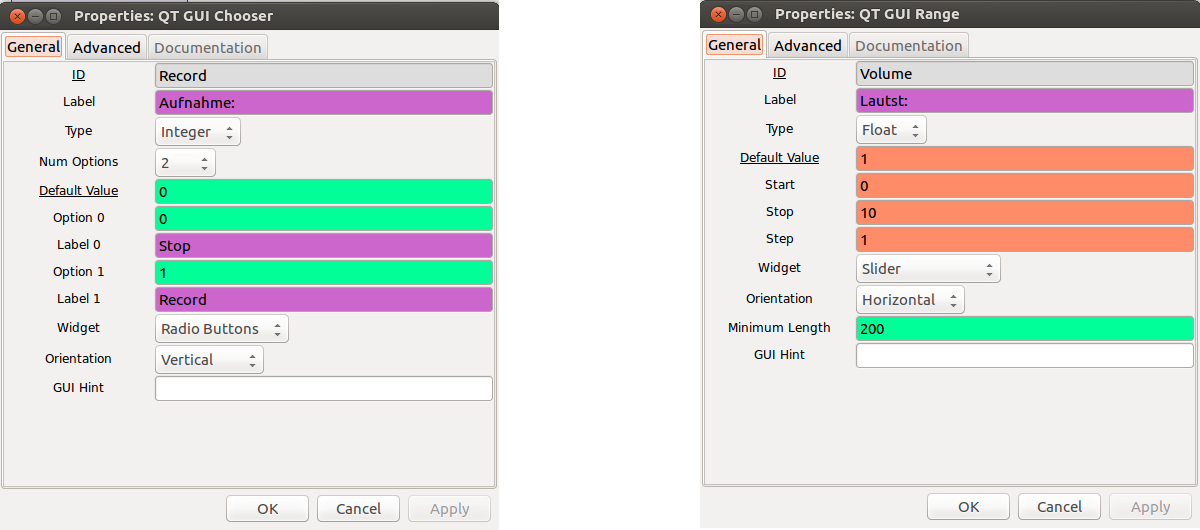 Properties: QT GUI Chooser
General Advanced Documentation
ID Record
Label Aufnahme:
Type Integer
Num Options 2
Default Value 0
Option 0 0
Label 0 Stop
Option 1 1
Label 1 Record
Widget Radio Buttons
Orientation Vertical
GUI Hint
OK Cancel Apply
Properties: QT GUI Range
General Advanced Documentation
ID Volume
Label Lautst:
Type Float
Default Value 1
Start 0
Stop 10
Step 1
Widget Slider
Orientation Horizontal
Minimum Length 200
GUI Hint
OK Cancel Apply